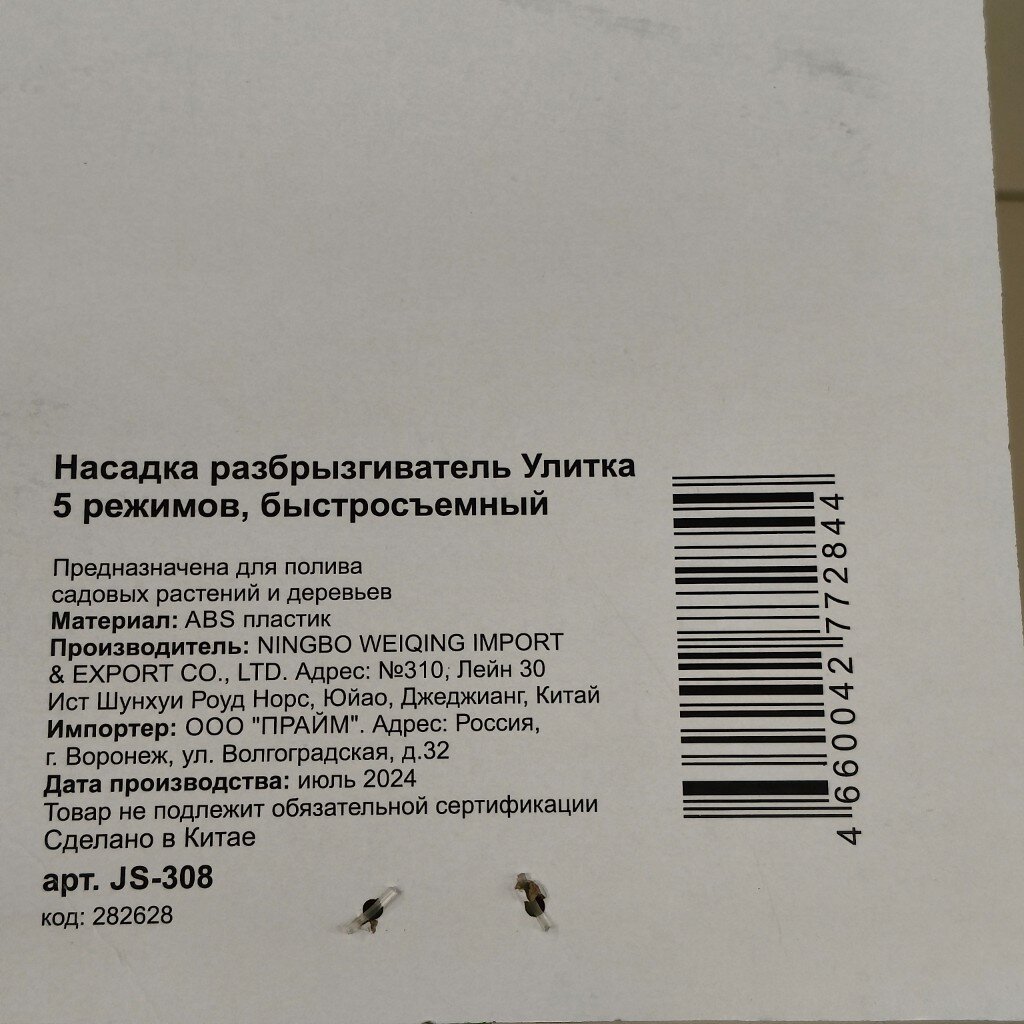 Насадка разбрызгиватель Улитка
5 режимов, быстросъемный
Предназначена для полива
садовых растений и деревьев
Материал: ABS пластик
Производитель: NINGBO WEIQING IMPORT
& EXPORT CO., LTD. Адрес: №310, Лейн 30
Ист Шунхуи Роуд Норс, Юйао, Джеджианг, Китай
Импортер: ООО "ПРАЙМ". Адрес: Россия,
г. Воронеж, ул. Волгоградская, д.32
Дата производства: июль 2024
Товар не подлежит обязательной сертификации
Сделано в Китае
арт. JS-308
код: 282628
4 660042 772844